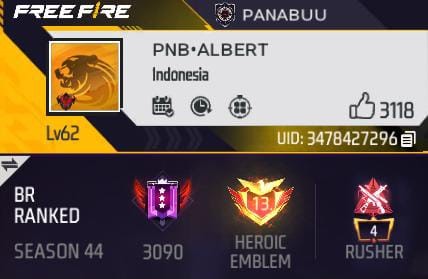 FREE FIRE
PANABUU
PNB•ALBERT
Indonesia
3118
Lv62
UID: 3478427296
BR
RANKED
SEASON 44
3090
13
HEROIC
EMBLEM
4
RUSHER